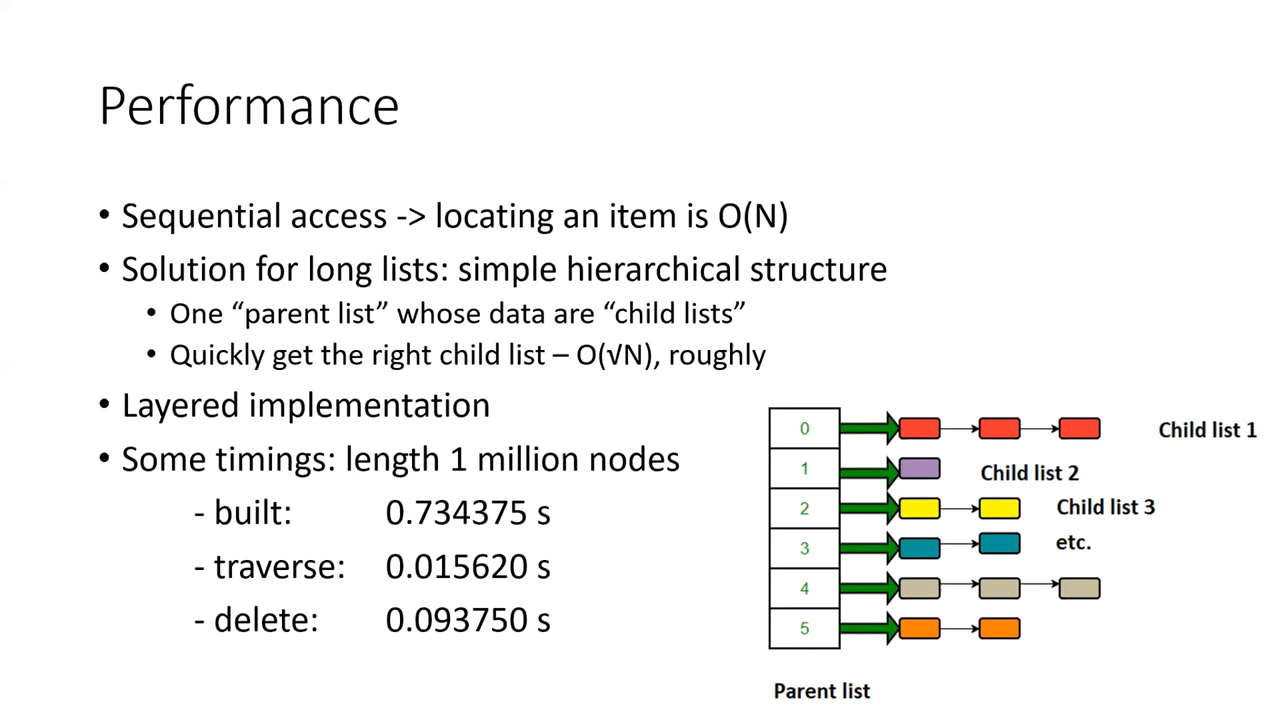 Performance
• Sequential access -> locating an item is O(N)
• Solution for long lists: simple hierarchical structure
• One “parent list” whose data are “child lists”
• Quickly get the right child list – O(√N), roughly
• Layered implementation
• Some timings: length 1 million nodes
- built: 0.734375 s
- traverse: 0.015620 s
- delete: 0.093750 s
0 Child list 1
1 Child list 2
2 Child list 3
3 etc.
4
5
Parent list